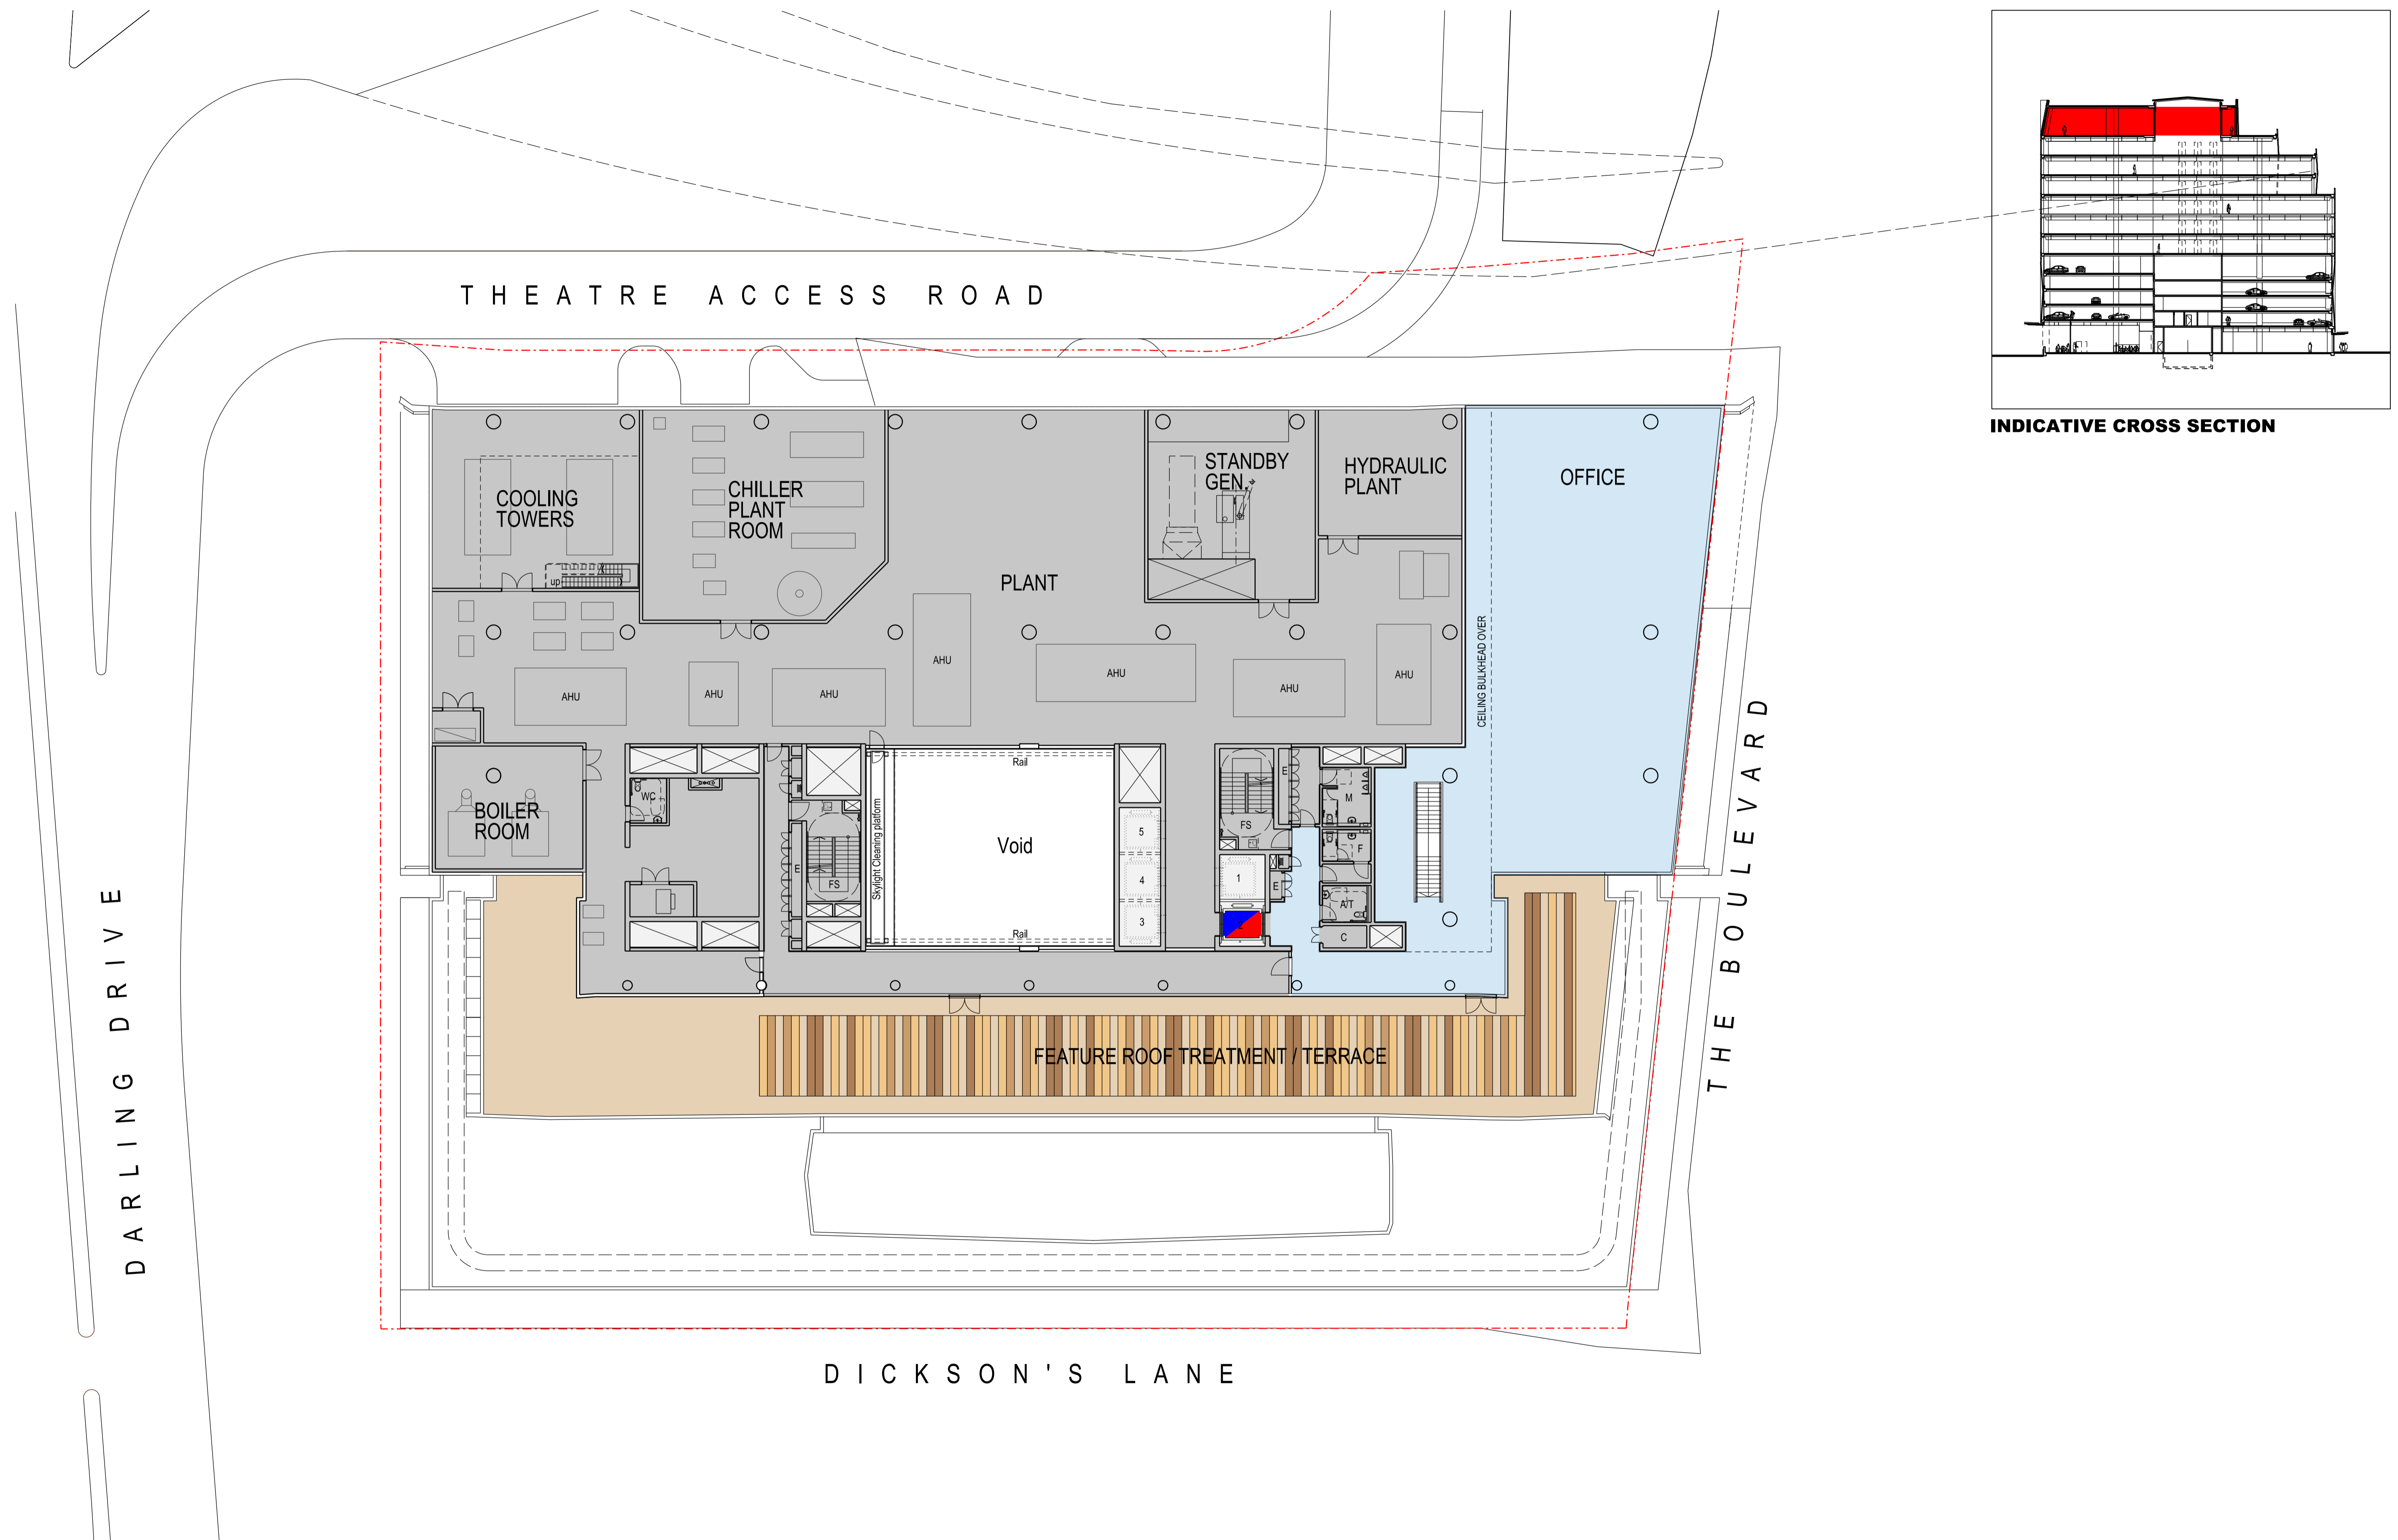 THEATRE ACCESS ROAD
INDICATIVE CROSS SECTION
COOLING
TOWERS
up
CHILLER
PLANT
ROOM
PLANT
STANDBY
GEN.
HYDRAULIC
PLANT
OFFICE
CEILING BULKHEAD OVER
AHU
AHU
AHU
AHU
AHU
AHU
AHU
BOILER
ROOM
WC
E
FS
Skylight Cleaning platform
Rail
Void
Rail
5
4
3
FS
E
1
E
2
M
F
A/T
C
FEATURE ROOF TREATMENT / TERRACE
DARLING DRIVE
THE BOULEVARD
DICKSON'S LANE